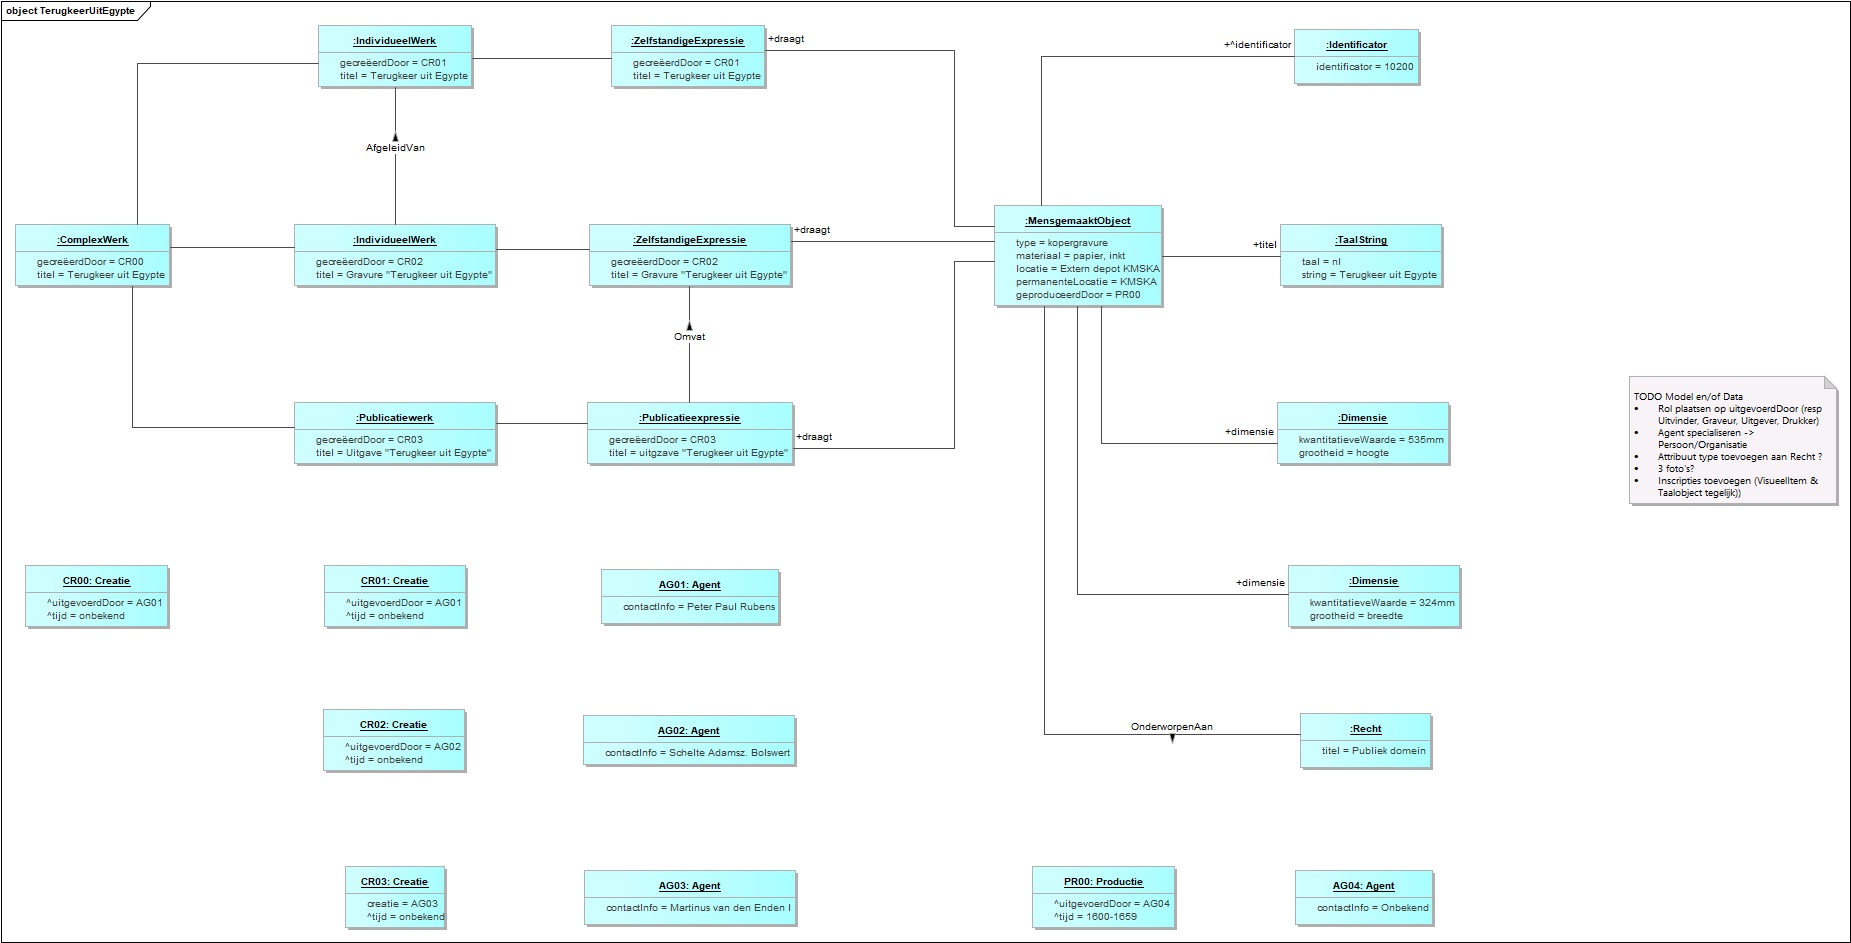 object TerugkeerUitEgypte
:IndividueelWerk
gecreëerdDoor = CR01
titel = Terugkeer uit Egypte
:ZelfstandigeExpressie
gecreëerdDoor = CR01
titel = Terugkeer uit Egypte
+draagt
+^identificator
:Identificator
identificator = 10200
AfgeleidVan
:ComplexWerk
gecreëerdDoor = CR00
titel = Terugkeer uit Egypte
:IndividueelWerk
gecreëerdDoor = CR02
titel = Gravure "Terugkeer uit Egypte"
:ZelfstandigeExpressie
gecreëerdDoor = CR02
titel = Gravure "Terugkeer uit Egypte"
+draagt
:MensgemaaktObject
type = kopergravure
materiaal = papier, inkt
locatie = Extern depot KMSKA
permanenteLocatie = KMSKA
geproduceerdDoor = PR00
+titel
:TaalString
taal = nl
string = Terugkeer uit Egypte
Omvat
:Publicatiewerk
gecreëerdDoor = CR03
titel = Uitgave "Terugkeer uit Egypte"
:Publicatieexpressie
gecreëerdDoor = CR03
titel = uitgzave "Terugkeer uit Egypte"
+draagt
+dimensie
:Dimensie
kwantitatieveWaarde = 535mm
grootheid = hoogte
TODO Model en/of Data
• Rol plaatsen op uitgevoerdDoor (resp
Uitvinder, Graveur, Uitgever, Drukker)
• Agent specialiseren ->
Persoon/Organisatie
• Attribuut type toevoegen aan Recht ?
• 3 foto's?
• Inscripties toevoegen (VisueelItem &
Taalobject tegelijk))
CR00: Creatie
^uitgevoerdDoor = AG01
^tijd = onbekend
CR01: Creatie
^uitgevoerdDoor = AG01
^tijd = onbekend
AG01: Agent
contactInfo = Peter Paul Rubens
+dimensie
:Dimensie
kwantitatieveWaarde = 324mm
grootheid = breedte
CR02: Creatie
^uitgevoerdDoor = AG02
^tijd = onbekend
AG02: Agent
contactInfo = Schelte Adamsz. Bolswert
OnderworpenAan
:Recht
titel = Publiek domein
CR03: Creatie
creatie = AG03
^tijd = onbekend
AG03: Agent
contactInfo = Martinus van den Enden I
PR00: Productie
^uitgevoerdDoor = AG04
^tijd = 1600-1659
AG04: Agent
contactInfo = Onbekend